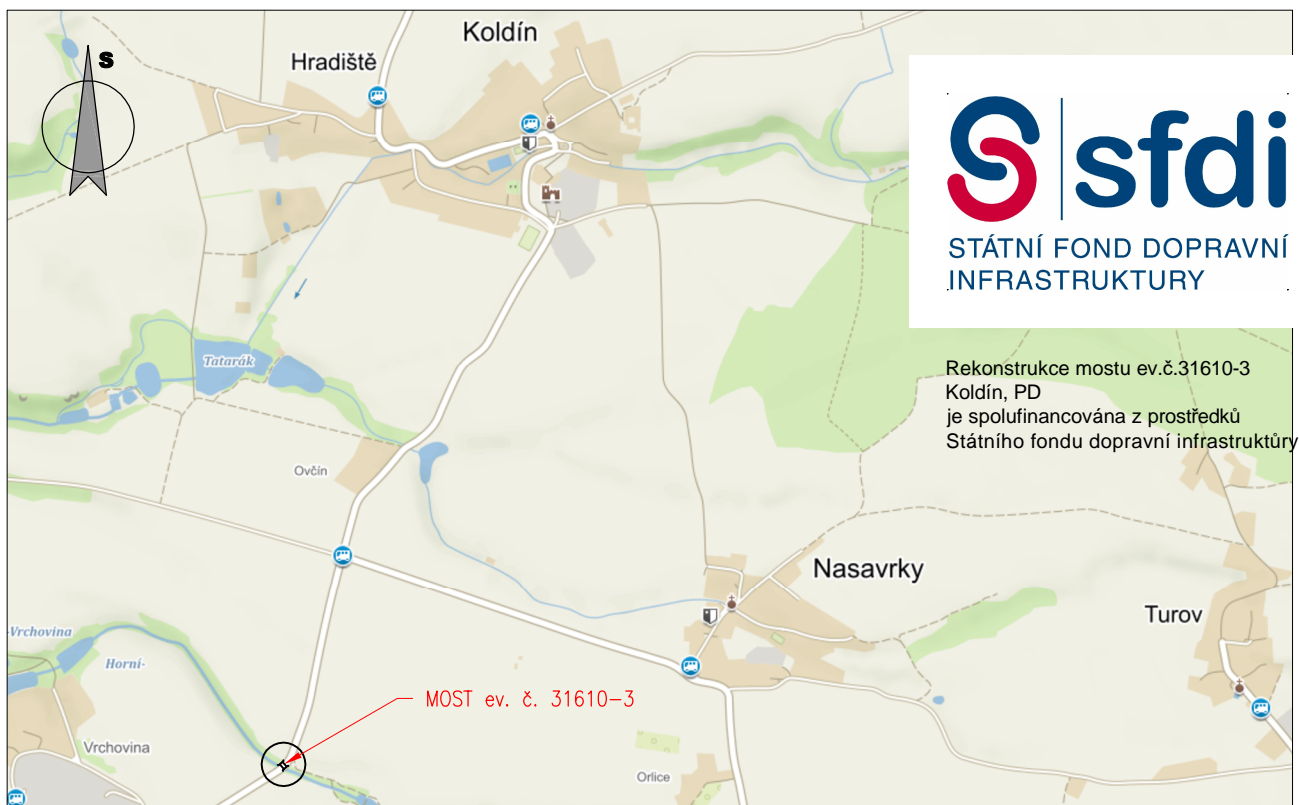 Koldín
Hradiště
S
sfdi
STÁTNÍ FOND DOPRAVNÍ
INFRASTRUKTURY
Tatarák
Rekonstrukce mostu ev.č.31610-3
Koldín, PD
je spolufinancována z prostředků
Státního fondu dopravní infrastruktůry
Ovčín
Nasavrky
Turov
-Vrchovina
Horní-
MOST ev. č. 31610-3
Vrchovina
Orlice